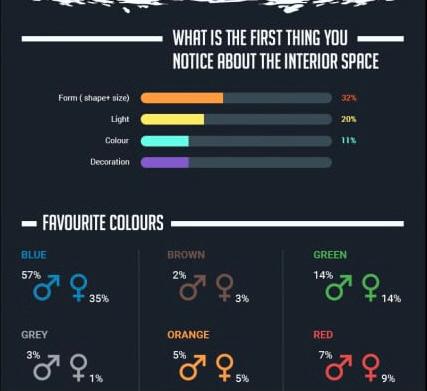 WHAT IS THE FIRST THING YOU
NOTICE ABOUT THE INTERIOR SPACE
Form ( shape+ size) 32%
Light 20%
Colour 11%
Decoration
FAVOURITE COLOURS
BLUE BROWN GREEN
57% 35% 2% 3% 14% 14%
GREY ORANGE RED
3% 1% 5% 5% 7% 9%